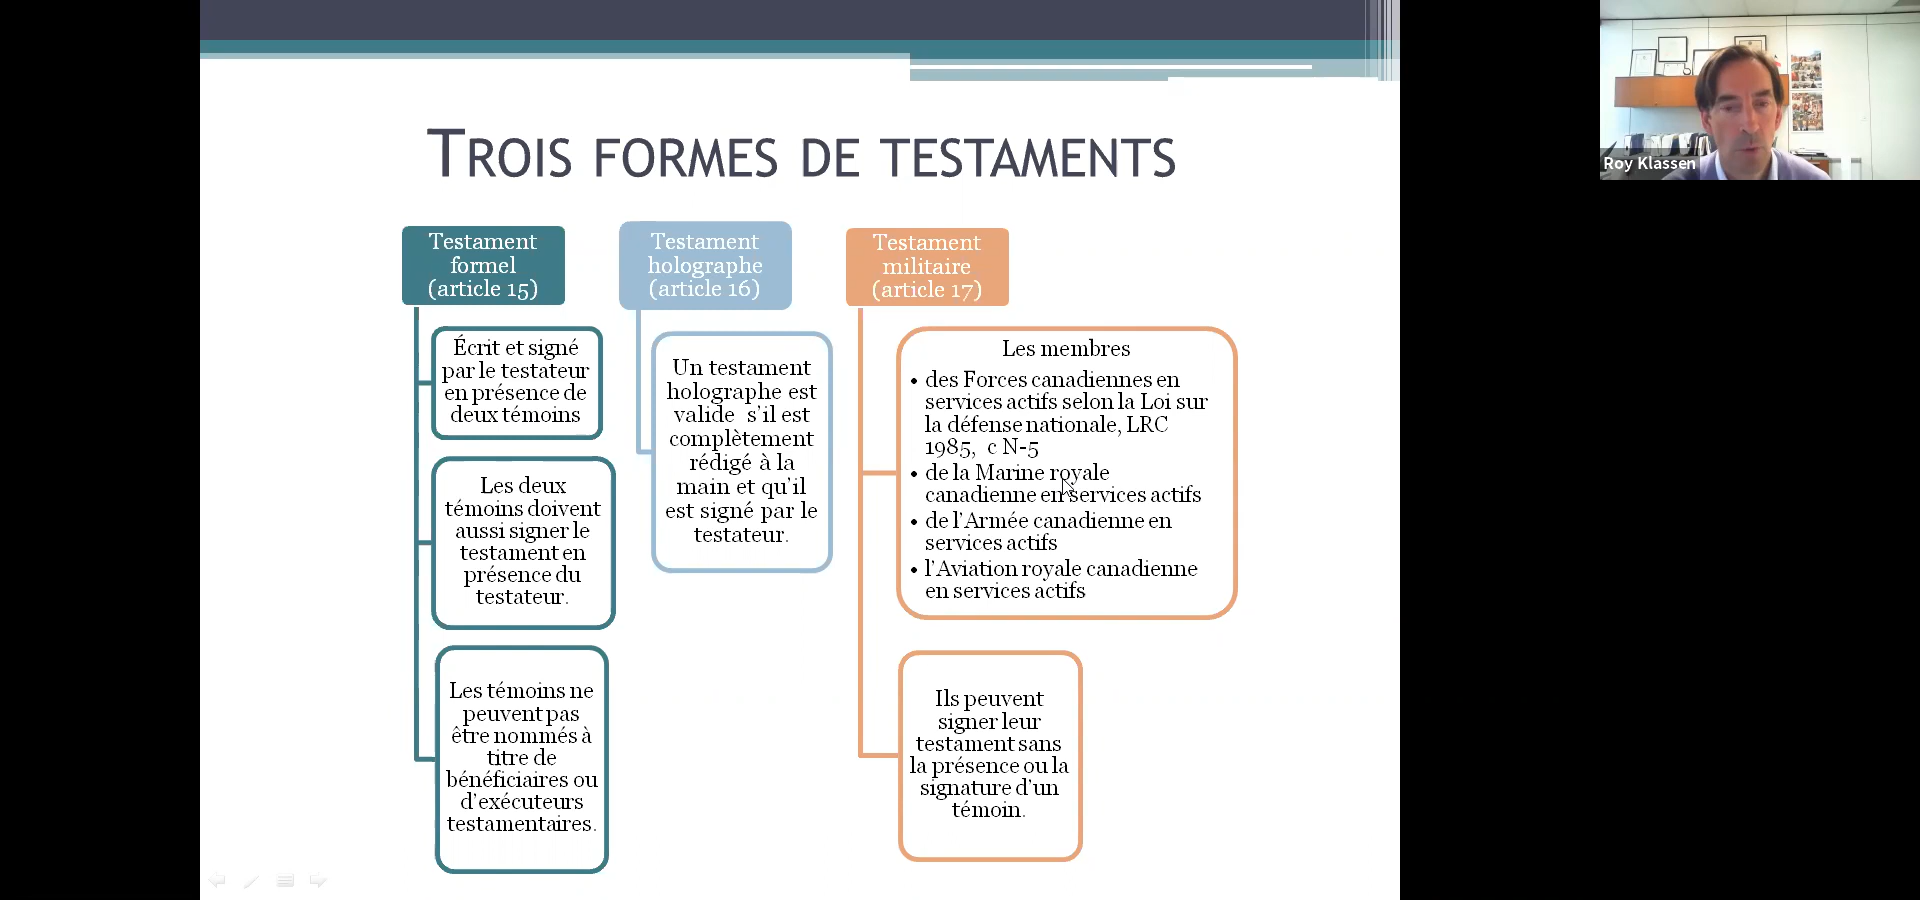 TROIS FORMES DE TESTAMENTS
Testament
formel
(article 15)
Écrit et signé
par le testateur
en présence de
deux témoins
Les deux
témoins doivent
aussi signer le
testament en
présence du
testateur.
Les témoins ne
peuvent pas
être nommés à
titre de
bénéficiaires ou
d'exécuteurs
testamentaires.
Testament
holographe
(article 16)
Un testament
holographe est
valide s'il est
complètement
rédigé à la
main et qu'il
est signé par le
testateur.
Testament
militaire
(article 17)
Les membres
• des Forces canadiennes en
services actifs selon la Loi sur
la défense nationale, LRC
1985, c N-5
• de la Marine royale
canadienne en services actifs
• de l'Armée canadienne en
services actifs
• l'Aviation royale canadienne
en services actifs
Ils peuvent
signer leur
testament sans
la présence ou la
signature d'un
témoin.
Roy Klassen